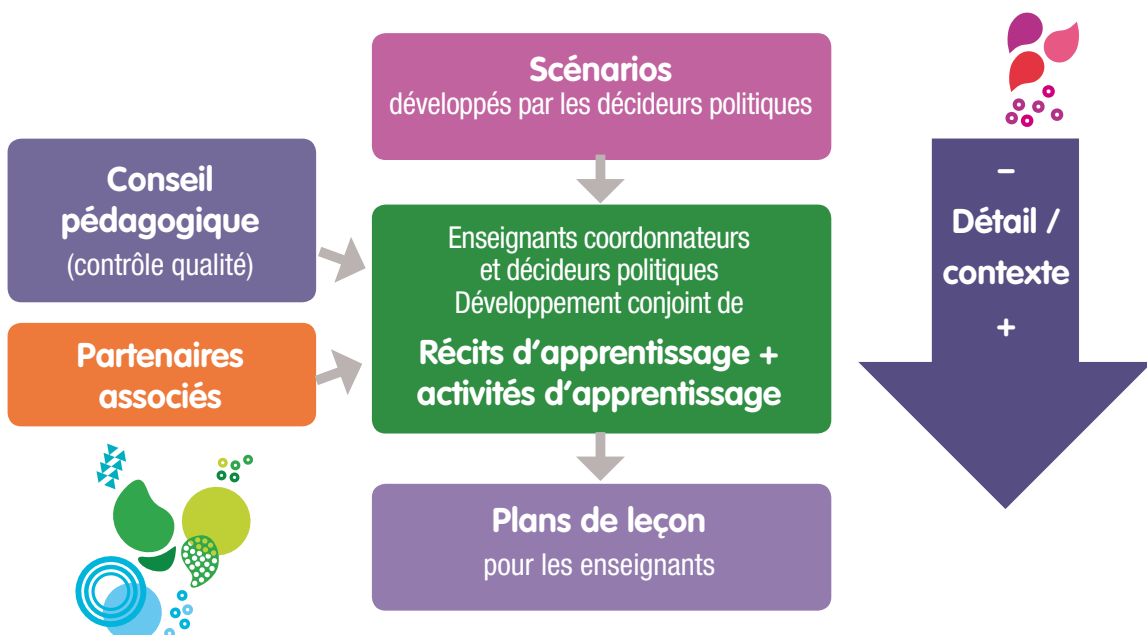 Scénarios
développés par les décideurs politiques
Conseil
pédagogique
(contrôle qualité)
Partenaires
associés
Enseignants coordonnateurs
et décideurs politiques
Développement conjoint de
Récits d’apprentissage +
activités d’apprentissage
Plans de leçon
pour les enseignants
–
Détail /
contexte
+